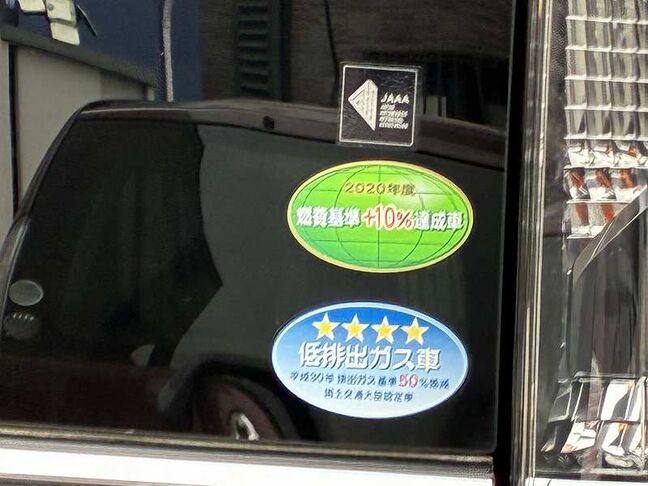 JAAA
2020年度
燃費基準+10%達成車
低排出ガス車
平成30年排出ガス基準50%低減
国土交通大臣認定車